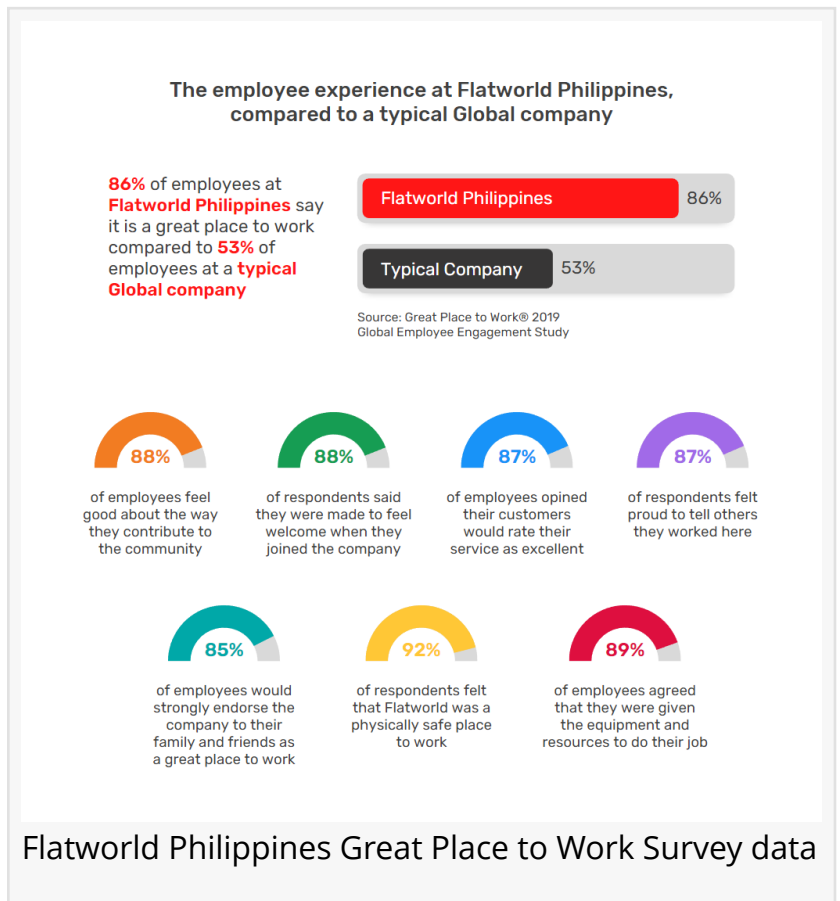 The employee experience at Flatworld Philippines,
compared to a typical Global company
86% of employees at
Flatworld Philippines say
it is a great place to work
compared to 53% of
employees at a typical
Global company
Flatworld Philippines 86%
Typical Company 53%
Source: Great Place to Work® 2019
Global Employee Engagement Study
88%
of employees feel
good about the way
they contribute to
the community
88%
of respondents said
they were made to feel
welcome when they
joined the company
87%
of employees opined
their customers
would rate their
service as excellent
87%
of respondents felt
proud to tell others
they worked here
85%
of employees would
strongly endorse the
company to their
family and friends as
a great place to work
92%
of respondents felt
that Flatworld was a
physically safe place
to work
89%
of employees agreed
that they were given
the equipment and
resources to do their job
Flatworld Philippines Great Place to Work Survey data